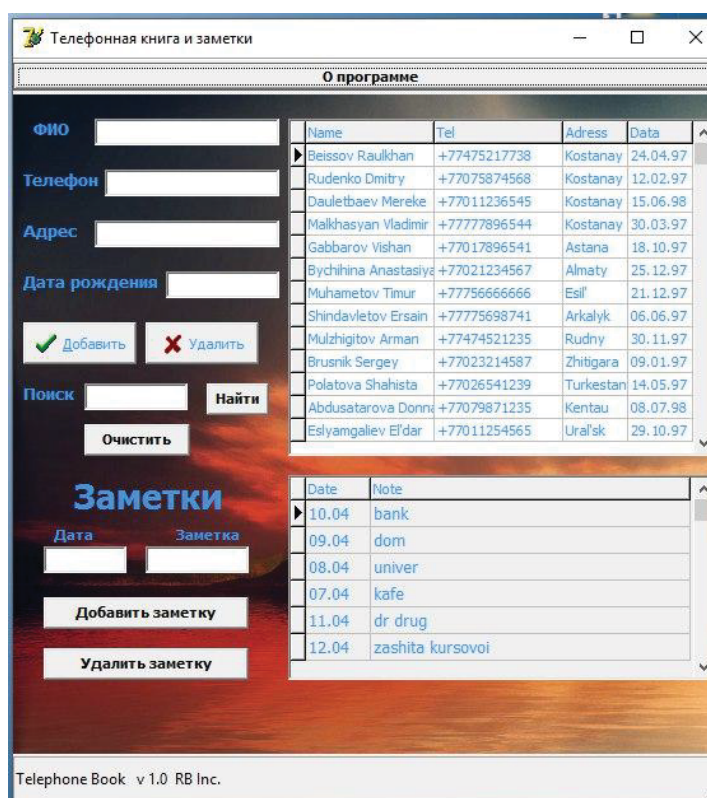 Телефонная книга и заметки
О программе
ФИО
Телефон
Адрес
Дата рождения
Добавить Удалить
Поиск Найти
Очистить
Name Tel Adress Data
Beissov Raulkhan +77475217738 Kostanay 24.04.97
Rudenko Dmitry +77075874568 Kostanay 12.02.97
Dauletbaev Mereke +77011236545 Kostanay 15.06.98
Malkhasyan Vladimir +77777896544 Kostanay 30.03.97
Gabbarov Vishan +77017896541 Astana 18.10.97
Bychihina Anastasiya +77021234567 Almaty 25.12.97
Muhametov Timur +77756666666 Esil' 21.12.97
Shindavletov Ersain +77775698741 Arkalyk 06.06.97
Mulzhigitov Arman +77474521235 Rudny 30.11.97
Brusnik Sergey +77023214587 Zhitigara 09.01.97
Polatova Shahista +77026541239 Turkestan 14.05.97
Abdusatarova Donn +77079871235 Kentau 08.07.98
Eslyamgaliev El'dar +77011254565 Ural'sk 29.10.97
Заметки
Дата Заметка
Добавить заметку
Удалить заметку
Date Note
10.04 bank
09.04 dom
08.04 univer
07.04 kafe
11.04 dr drug
12.04 zashita kursovoi
Telephone Book v 1.0 RB Inc.